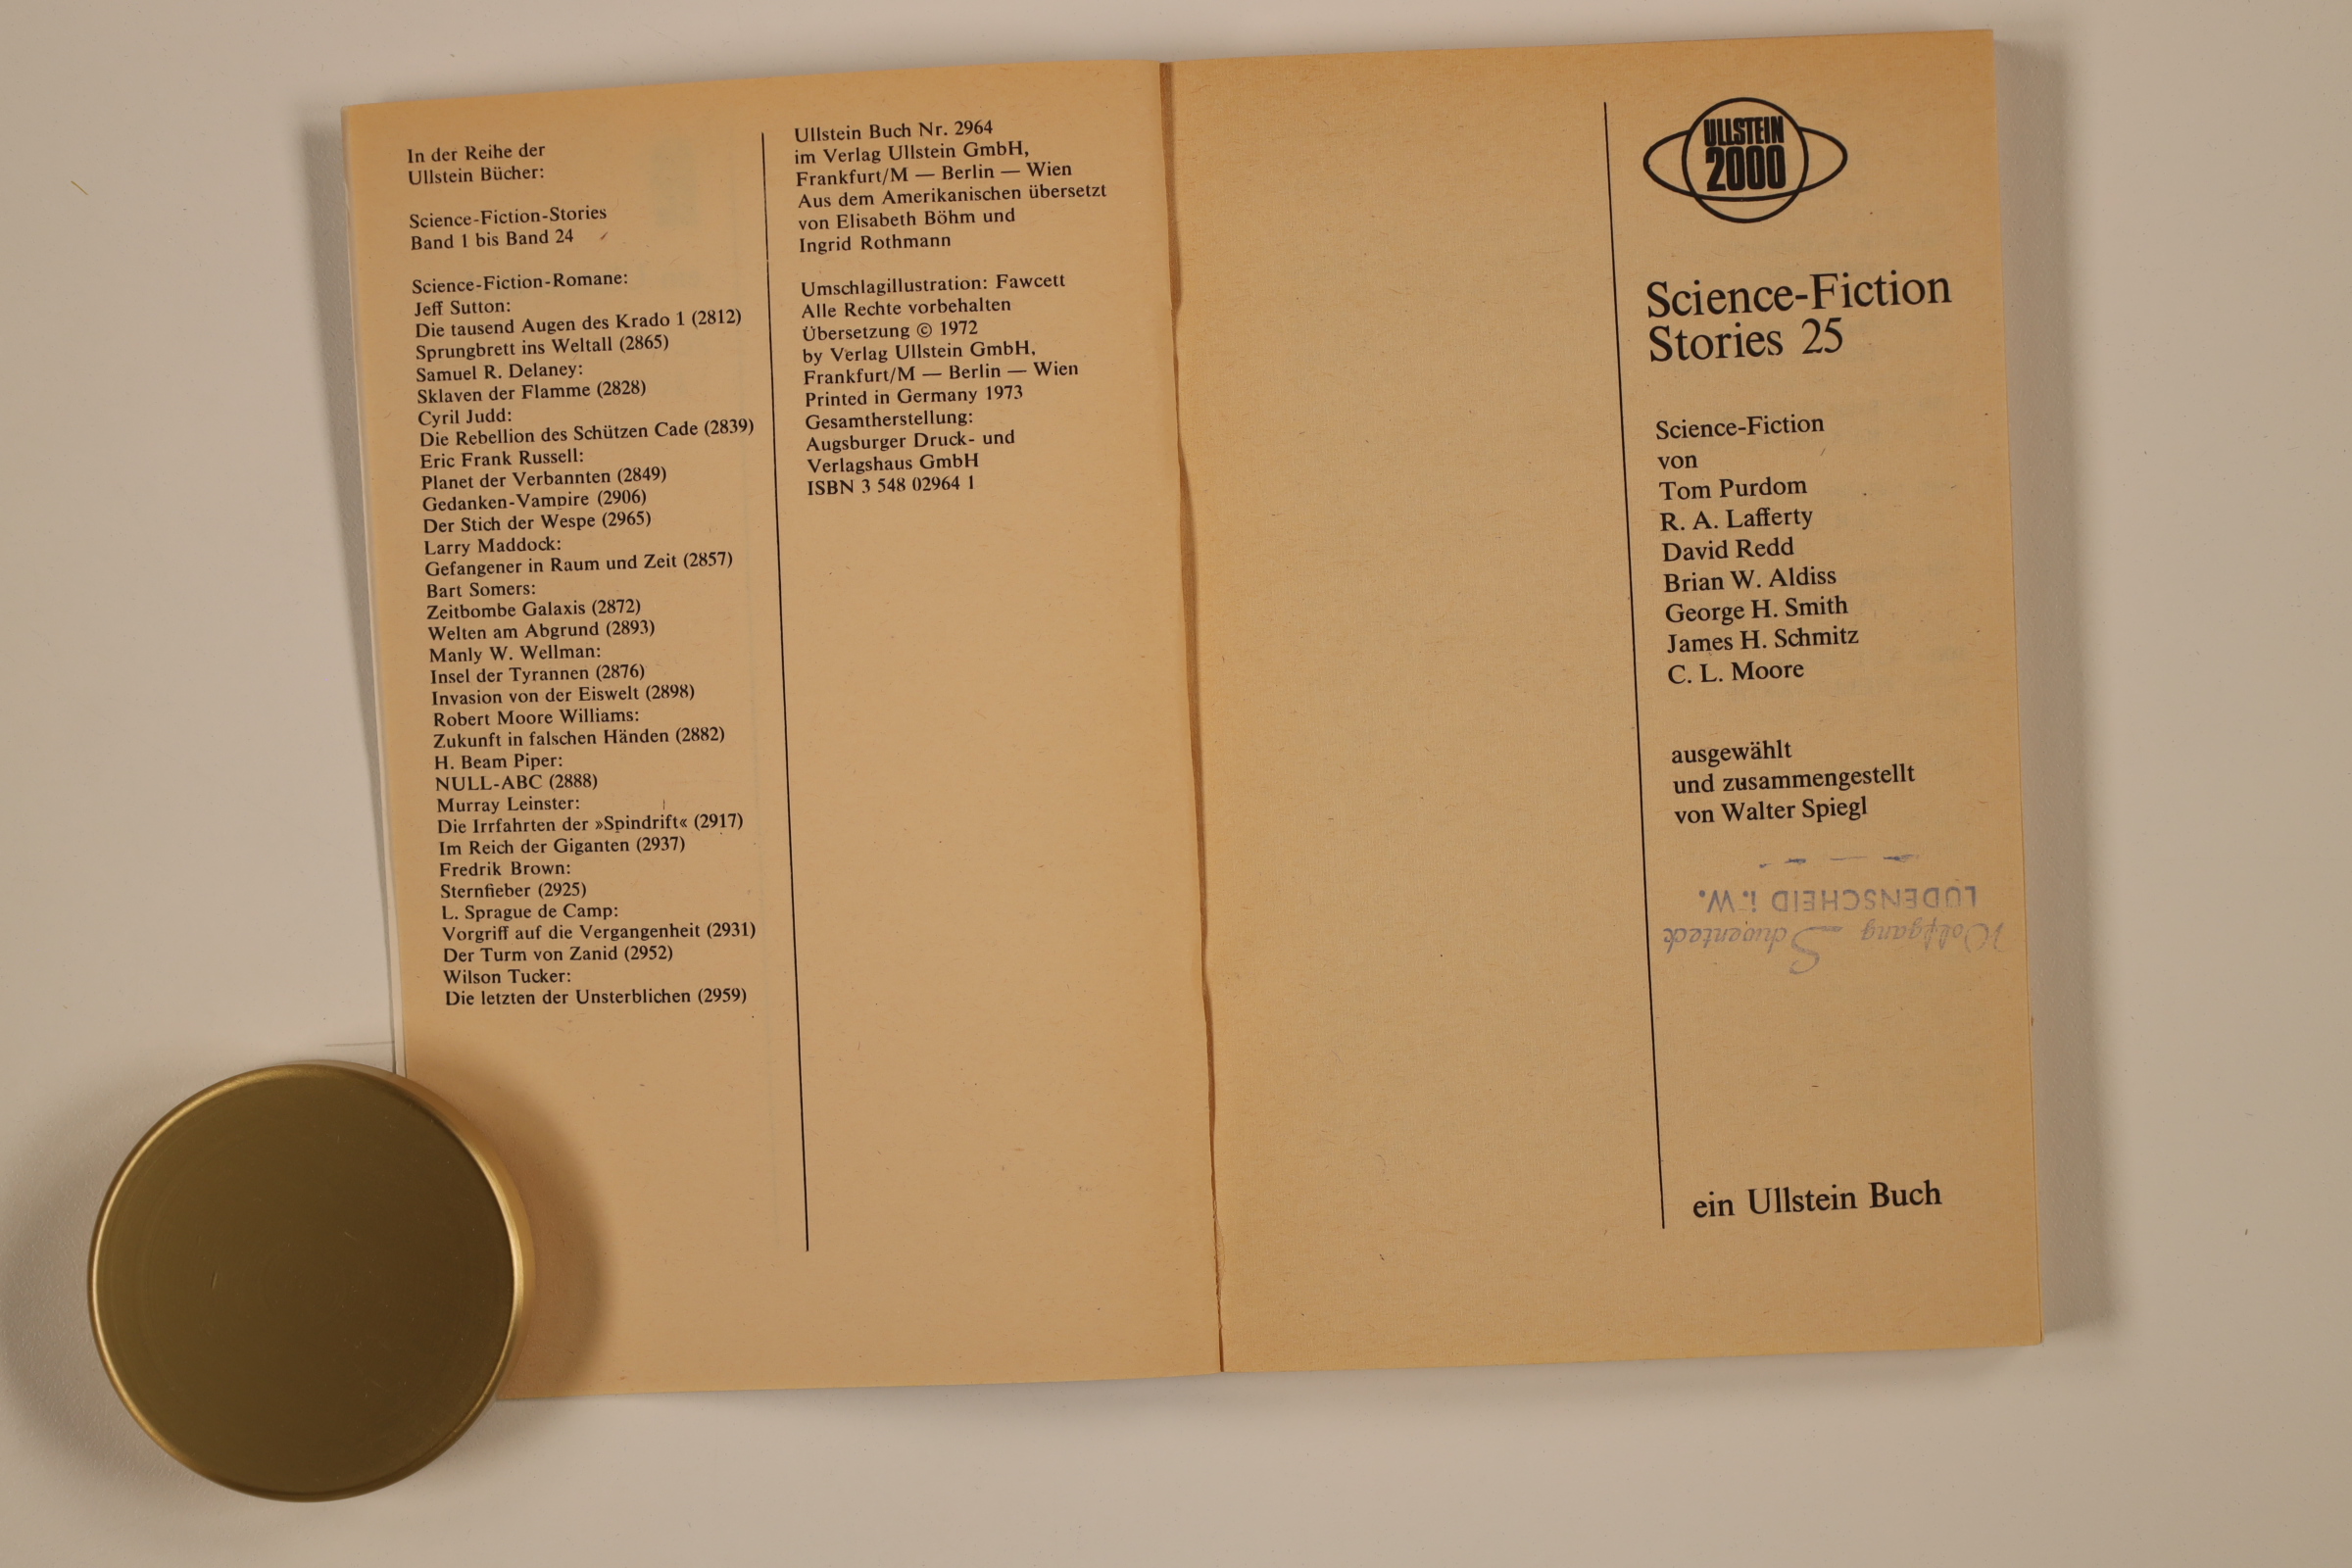 In der Reihe der
Ullstein Bücher:
Science-Fiction-Stories
Band 1 bis Band 24
Science-Fiction-Romane:
Jeff Sutton:
Die tausend Augen des Krado 1 (2812)
Sprungbrett ins Weltall (2865)
Samuel R. Delaney:
Sklaven der Flamme (2828)
Cyril Judd:
Die Rebellion des Schützen Cade (2839)
Eric Frank Russell:
Planet der Verbannten (2849)
Gedanken-Vampire (2906)
Der Stich der Wespe (2965)
Larry Maddock:
Gefangener in Raum und Zeit (2857)
Bart Somers:
Zeitbombe Galaxis (2872)
Welten am Abgrund (2893)
Manly W. Wellman:
Insel der Tyrannen (2876)
Invasion von der Eiswelt (2898)
Robert Moore Williams:
Zukunft in falschen Händen (2882)
H. Beam Piper:
NULL-ABC (2888)
Murray Leinster:
Die Irrfahrten der »Spindrift« (2917)
Im Reich der Giganten (2937)
Fredrik Brown:
Sternfieber (2925)
L. Sprague de Camp:
Vorgriff auf die Vergangenheit (2931)
Der Turm von Zanid (2952)
Wilson Tucker:
Die letzten der Unsterblichen (2959)
Ullstein Buch Nr. 2964
im Verlag Ullstein GmbH,
Frankfurt/M — Berlin — Wien
Aus dem Amerikanischen übersetzt
von Elisabeth Böhm und
Ingrid Rothmann
Umschlagillustration: Fawcett
Alle Rechte vorbehalten
Übersetzung © 1972
by Verlag Ullstein GmbH,
Frankfurt/M — Berlin — Wien
Printed in Germany 1973
Gesamtherstellung:
Augsburger Druck- und
Verlagshaus GmbH
ISBN 3 548 02964 1
ULLSTEIN
2000
Science-Fiction
Stories 25
Science-Fiction
von
Tom Purdom
R. A. Lafferty
David Redd
Brian W. Aldiss
George H. Smith
James H. Schmitz
C. L. Moore
ausgewählt
und zusammengestellt
von Walter Spiegl
Wolfgang Schwenteck
LÜDENSCHEID i. W.
ein Ullstein Buch